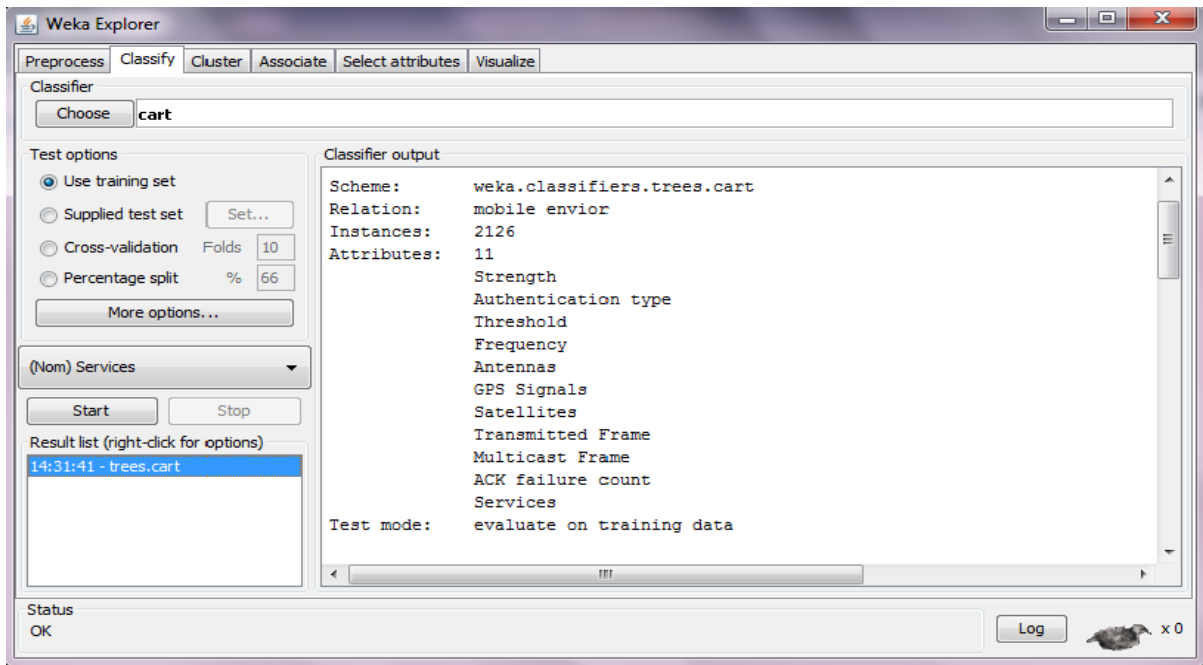 Weka Explorer
Preprocess Classify Cluster Associate Select attributes Visualize
Classifier
Choose cart
Test options
Use training set
Supplied test set Set...
Cross-validation Folds 10
Percentage split % 66
More options...
(Nom) Services
Start Stop
Result list (right-click for options)
14:31:41 - trees.cart
Classifier output
Scheme: weka.classifiers.trees.cart
Relation: mobile envior
Instances: 2126
Attributes: 11
Strength
Authentication type
Threshold
Frequency
Antennas
GPS Signals
Satellites
Transmitted Frame
Multicast Frame
ACK failure count
Services
Test mode: evaluate on training data
Status
OK
Log x 0